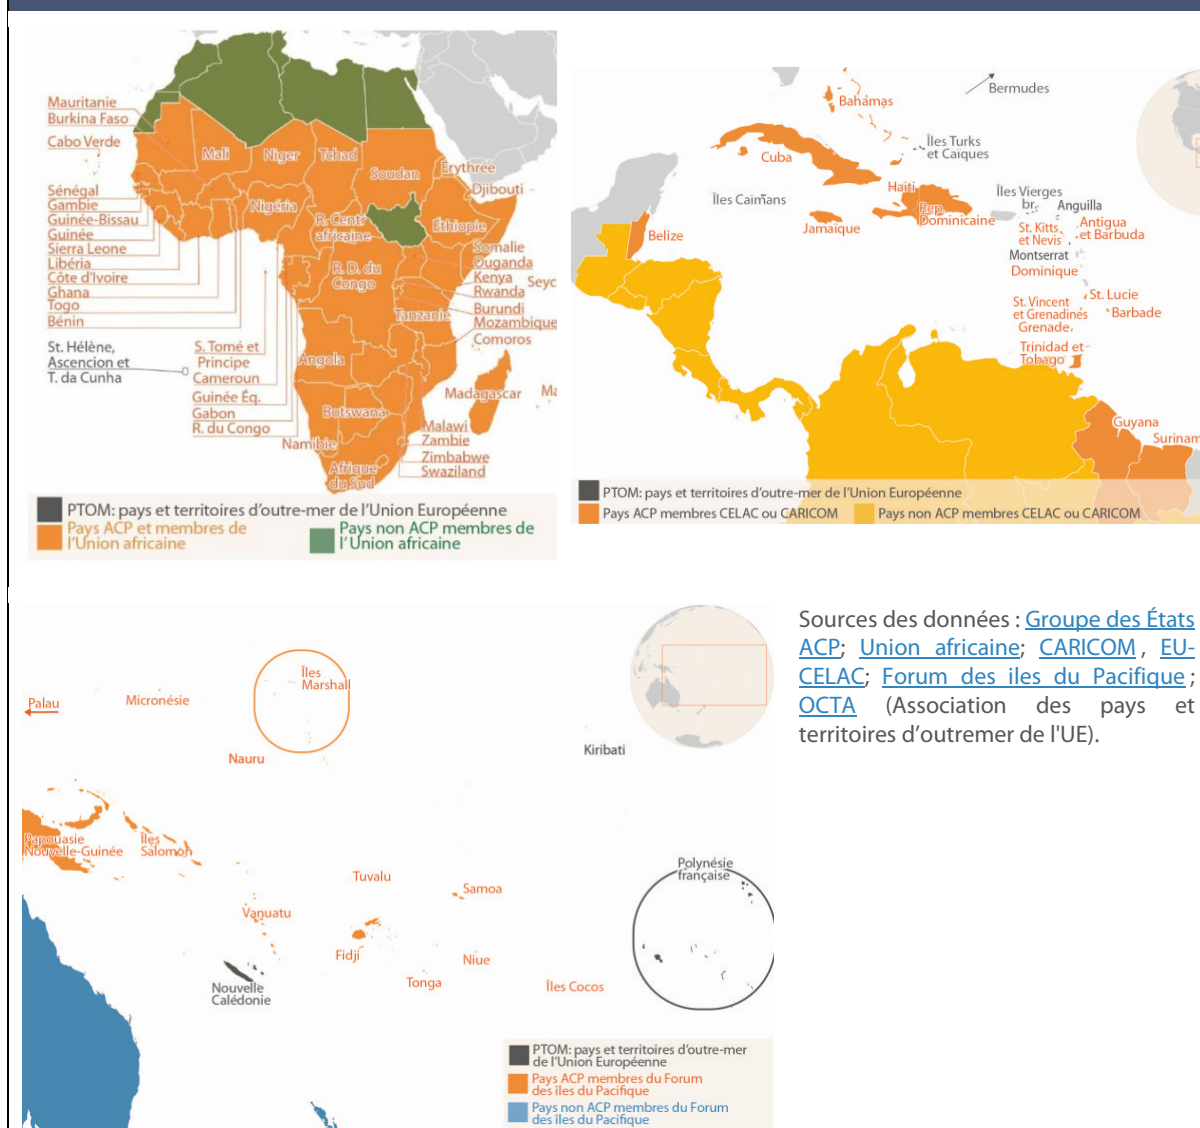 Mauritanie
Burkina Faso
Cabo Verde
Mali
Niger
Tchad
Soudan
Erythrée
Djibouti
Sénégal
Gambie
Guinée-Bissau
Guinée
Sierra Leone
Libéria
Côte d'Ivoire
Ghana
Togo
Bénin
Nigéria
R. Centr
africaine
Éthiopie
Somalie
Ouganda
Kenya
Seyc
Rwanda
R. D. du
Congo
Burundi
Tanzanie
Mozambique
Comoros
St. Hélène,
Ascencion et
T. da Cunha
S. Tomé et
Principe
Cameroun
Guinée Éq.
Gabon
R. du Congo
Angola
Botswana
Namibie
Afrique
du Sud
Madagascar
Ma
Malawi
Zambie
Zimbabwe
Swaziland
PTOM: pays et territoires d'outre-mer de l'Union Européenne
Pays ACP et membres de
l'Union africaine
Pays non ACP membres de
l'Union africaine
Bahamas
Bermudes
Cuba
Îles Turks
et Caïques
Îles Caïmans
Haïti
Rep.
Dominicaine
Îles Vierges
br.
Anguilla
Belize
Jamaïque
St. Kitts
et Nevis
Antigua
et Barbuda
Montserrat
Dominique
St. Lucie
St. Vincent
et Grenadines
Barbade
Grenade
Trinidad et
Tobago
Guyana
Surinam
PTOM: pays et territoires d'outre-mer de l'Union Européenne
Pays ACP membres CELAC ou CARICOM
Pays non ACP membres CELAC ou CARICOM
Palau
Micronésie
Îles
Marshall
Nauru
Kiribati
Papouasie
Nouvelle-Guinée
Îles
Salomon
Tuvalu
Samoa
Polynésie
française
Vanuatu
Fidji
Niue
Tonga
Îles Cocos
Nouvelle
Calédonie
PTOM: pays et territoires d'outre-mer
de l'Union Européenne
Pays ACP membres du Forum
des îles du Pacifique
Pays non ACP membres du Forum
des îles du Pacifique
Sources des données : Groupe des États
ACP; Union africaine; CARICOM , EU-
CELAC; Forum des iles du Pacifique ;
OCTA (Association des pays et
territoires d'outremer de l'UE).